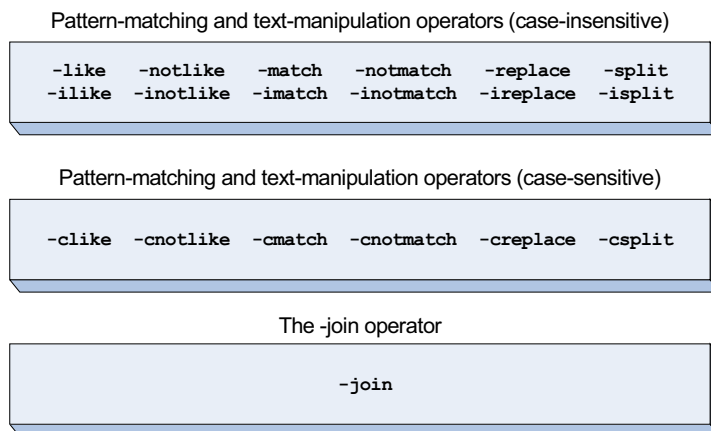 Pattern-matching and text-manipulation operators (case-insensitive)
-like -notlike -match -notmatch -replace -split
-ilike -inotlike -imatch -inotmatch -ireplace -isplit
Pattern-matching and text-manipulation operators (case-sensitive)
-clike -cnotlike -cmatch -cnotmatch -creplace -csplit
The -join operator
-join